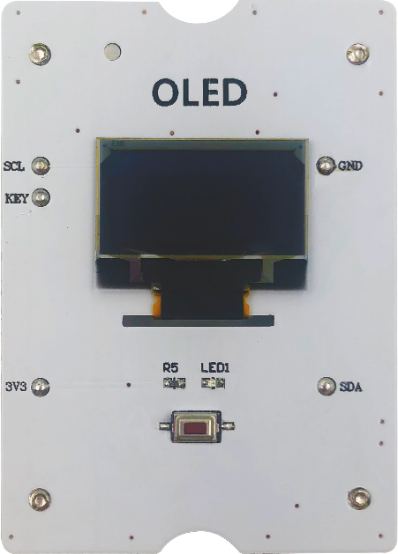 OLED
SCL
GND
KEY
R5 LED1
3V3
SDA